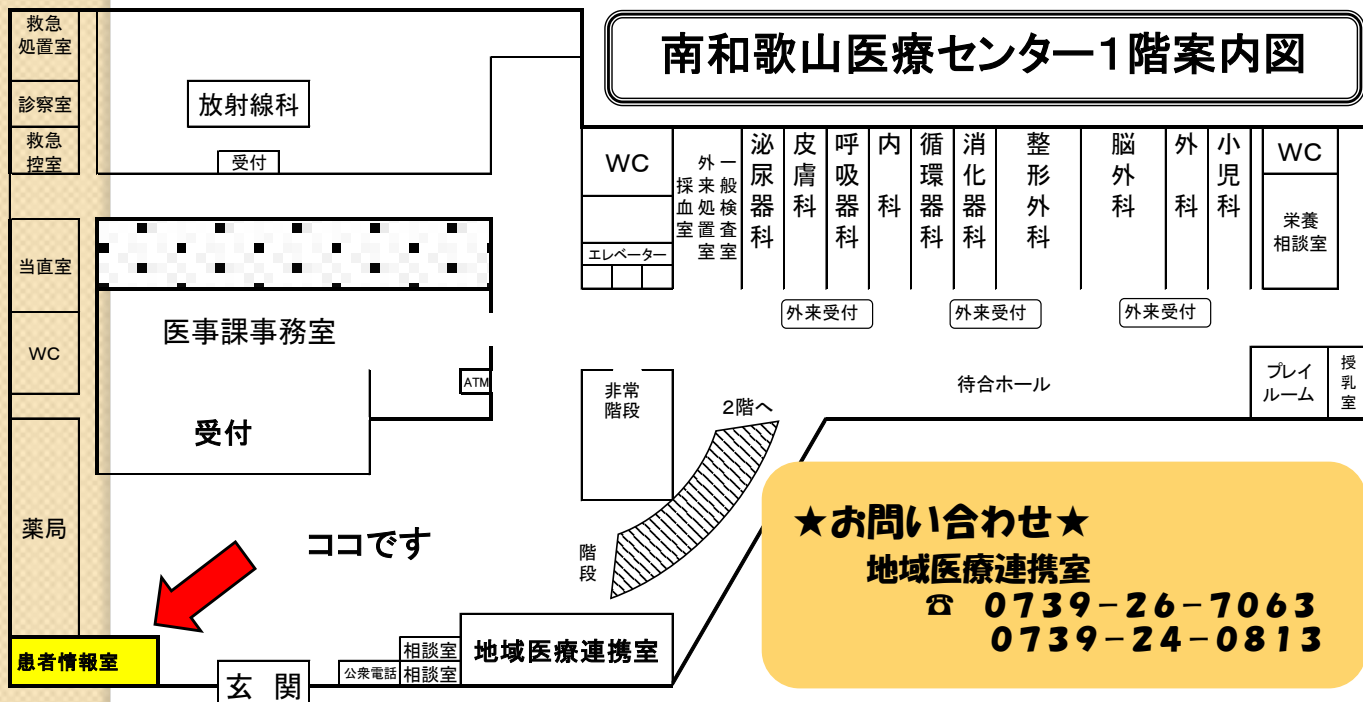 南和歌山医療センター１階案内図
救急
処置室
診察室
救急
控室
当直室
WC
薬局
患者情報室
放射線科
受付
医事課事務室
ATM
受付
ココです
玄　関
公衆電話
相談室
相談室
地域医療連携室
WC
エレベーター
採血室
外来処置室
一般検査室
泌尿器科
皮膚科
呼吸器科
内科
循環器科
消化器科
整形外科
脳外科
外科
小児科
WC
栄養
相談室
外来受付
外来受付
外来受付
待合ホール
プレイ
ルーム
授乳室
非常
階段
2階へ
階段
★お問い合わせ★
地域医療連携室
☎ 0739－26－7063
0739－24－0813